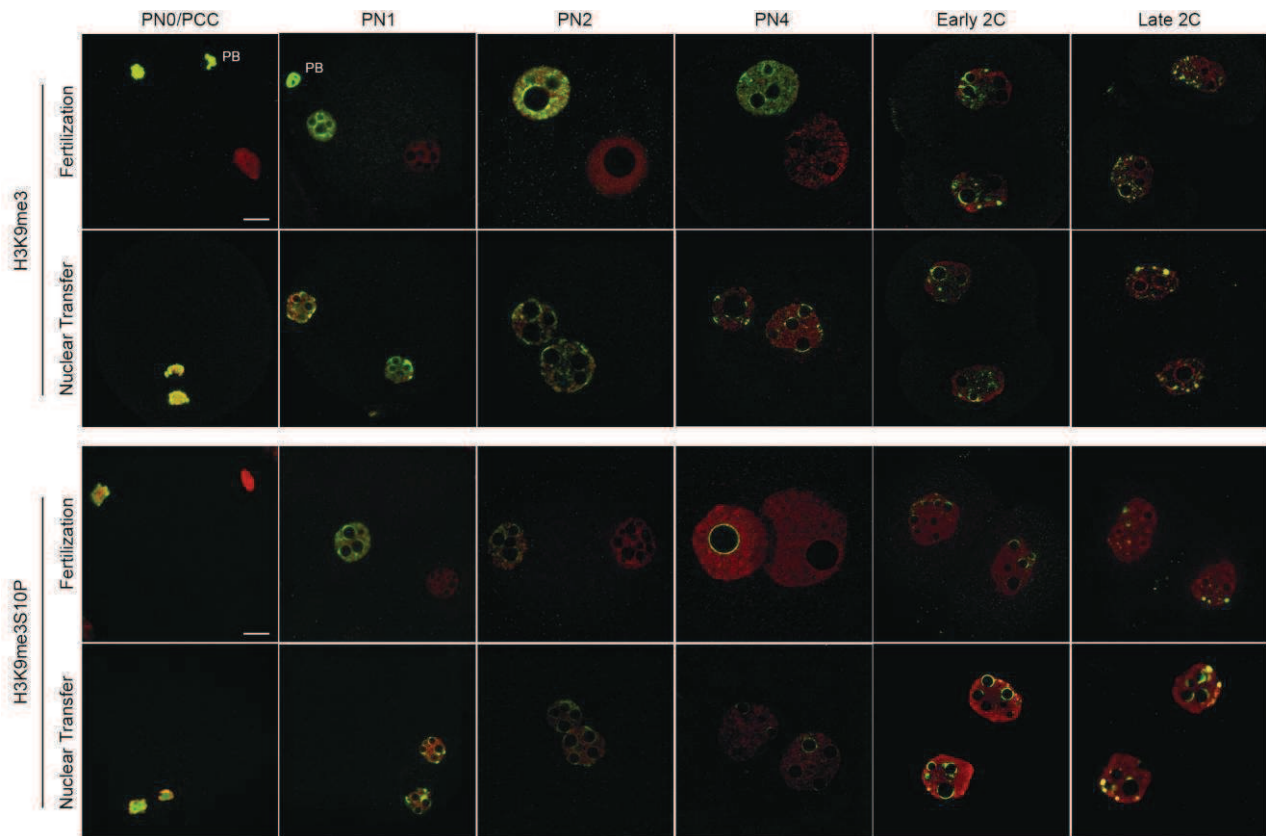 PN0/PCC PN1 PN2 PN4 Early 2C Late 2C
H3K9me3
Fertilization
PB
PB
Nuclear Transfer
H3K9me3S10P
Fertilization
Nuclear Transfer